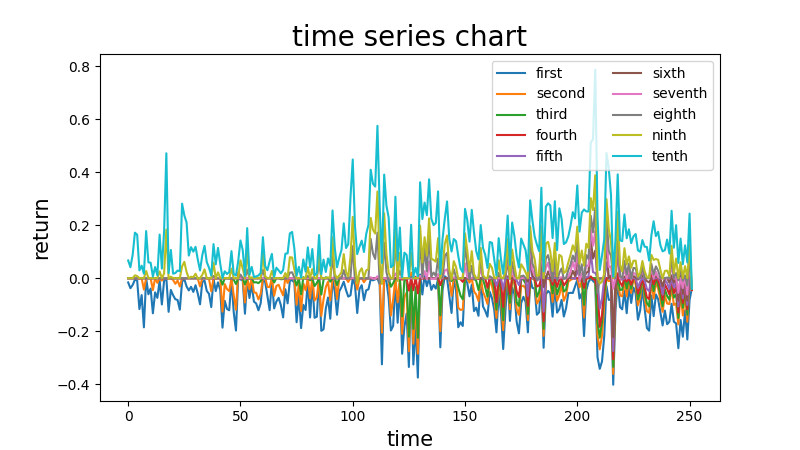 time series chart
return
0.8
0.6
0.4
0.2
0.0
−0.2
−0.4
first
second
third
fourth
fifth
sixth
seventh
eighth
ninth
tenth
0
50
100
150
200
250
time